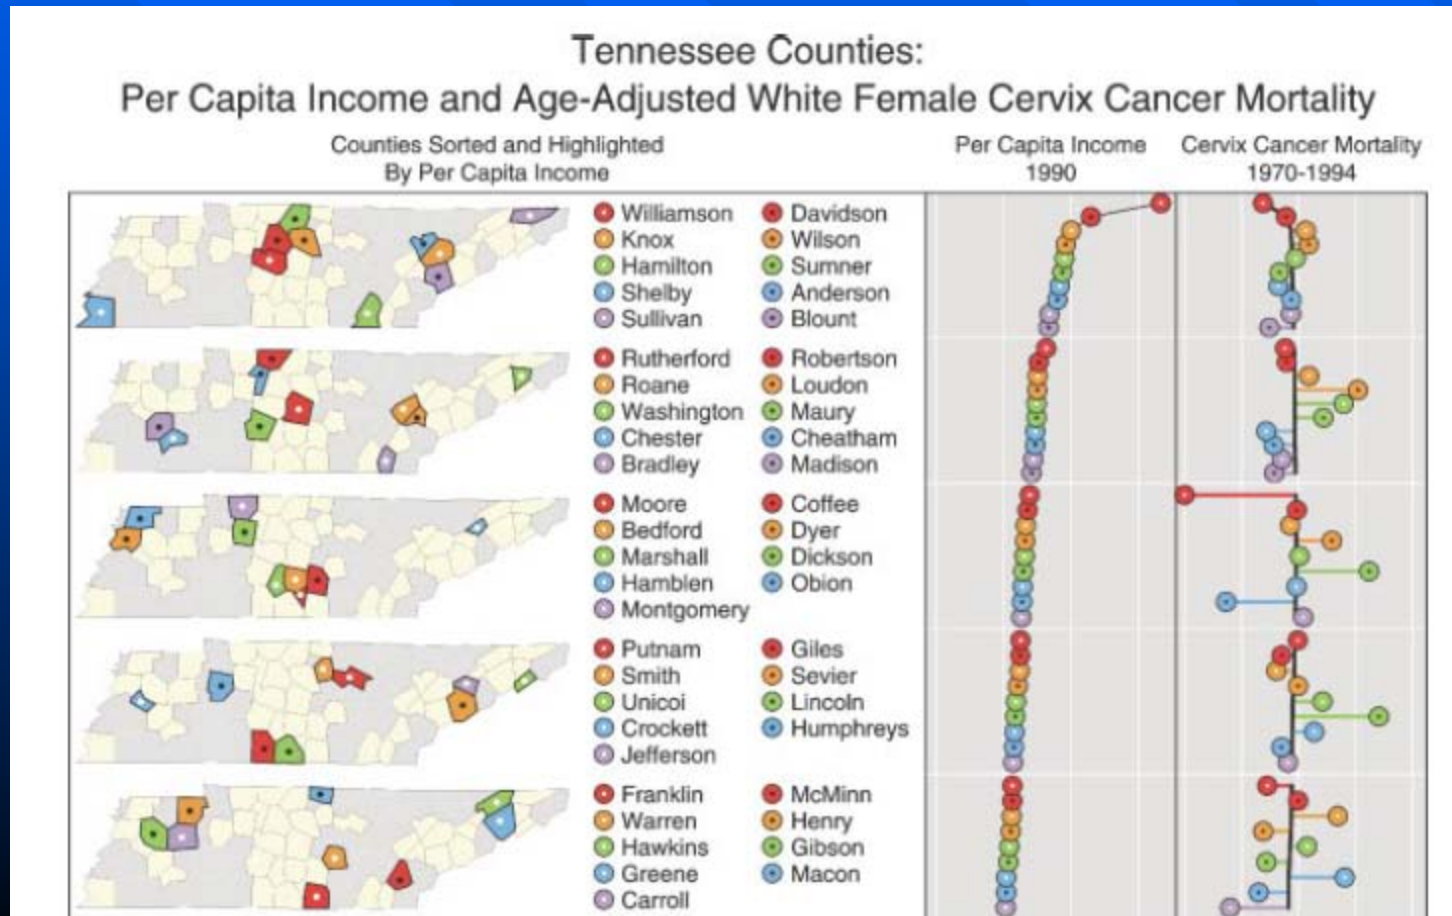 Tennessee Counties:
Per Capita Income and Age-Adjusted White Female Cervix Cancer Mortality
Counties Sorted and Highlighted
By Per Capita Income
Per Capita Income
1990
Cervix Cancer Mortality
1970-1994
Williamson Davidson
Knox Wilson
Hamilton Sumner
Shelby Anderson
Sullivan Blount
Rutherford Robertson
Roane Loudon
Washington Maury
Chester Cheatham
Bradley Madison
Moore Coffee
Bedford Dyer
Marshall Dickson
Hamblen Obion
Montgomery
Putnam Giles
Smith Sevier
Unicoi Lincoln
Crockett Humphreys
Jefferson
Franklin McMinn
Warren Henry
Hawkins Gibson
Greene Macon
Carroll